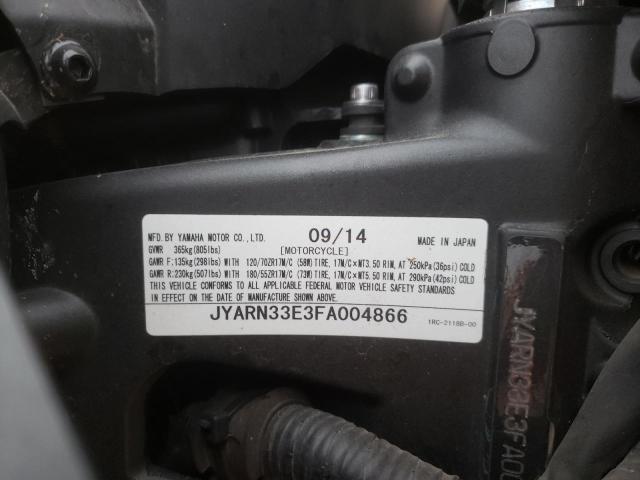 MFD. BY YAMAHA MOTOR CO., LTD. 09/14 MADE IN JAPAN
GVWR 365kg (805lbs) [MOTORCYCLE]
GAWR F: 135kg (298lbs) WITH 120/70ZR17M/C (58W) TIRE, 17M/C×MT3.50 RIM, AT 250kPa (36psi) COLD
GAWR R: 230kg (507lbs) WITH 180/55ZR17M/C (73W) TIRE, 17M/C×MT5.50 RIM, AT 290kPa (42psi) COLD
THIS VEHICLE CONFORMS TO ALL APPLICABLE FEDERAL MOTOR VEHICLE SAFETY STANDARDS
IN EFFECT ON THE DATE OF MANUFACTURE SHOWN ABOVE.
JYARN33E3FA004866 1RC-2118B-00
JYARN33E3FA00